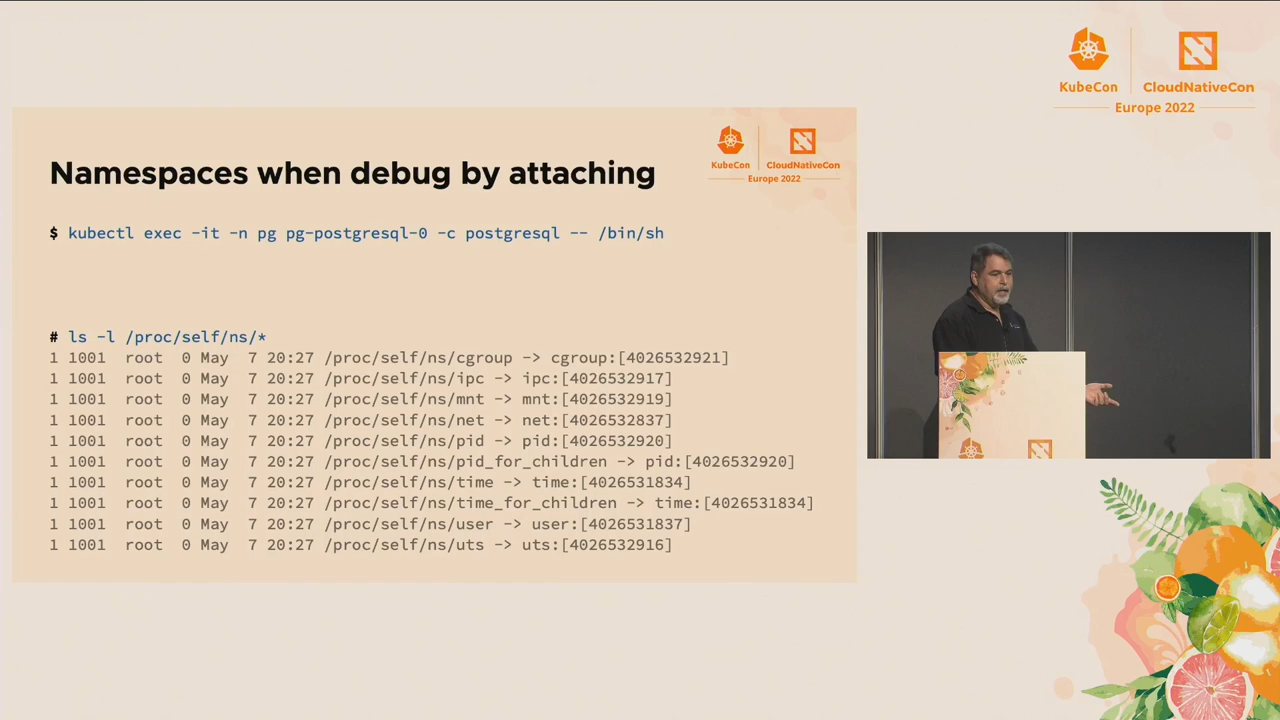 KubeCon
CloudNativeCon
Europe 2022
KubeCon
CloudNativeCon
Europe 2022
Namespaces when debug by attaching
$ kubectl exec -it -n pg pg-postgresql-0 -c postgresql -- /bin/sh
# ls -l /proc/self/ns/*
1 1001 root 0 May 7 20:27 /proc/self/ns/cgroup -> cgroup:[4026532921]
1 1001 root 0 May 7 20:27 /proc/self/ns/ipc -> ipc:[4026532917]
1 1001 root 0 May 7 20:27 /proc/self/ns/mnt -> mnt:[4026532919]
1 1001 root 0 May 7 20:27 /proc/self/ns/net -> net:[4026532837]
1 1001 root 0 May 7 20:27 /proc/self/ns/pid -> pid:[4026532920]
1 1001 root 0 May 7 20:27 /proc/self/ns/pid_for_children -> pid:[4026532920]
1 1001 root 0 May 7 20:27 /proc/self/ns/time -> time:[4026531834]
1 1001 root 0 May 7 20:27 /proc/self/ns/time_for_children -> time:[4026531834]
1 1001 root 0 May 7 20:27 /proc/self/ns/user -> user:[4026531837]
1 1001 root 0 May 7 20:27 /proc/self/ns/uts -> uts:[4026532916]